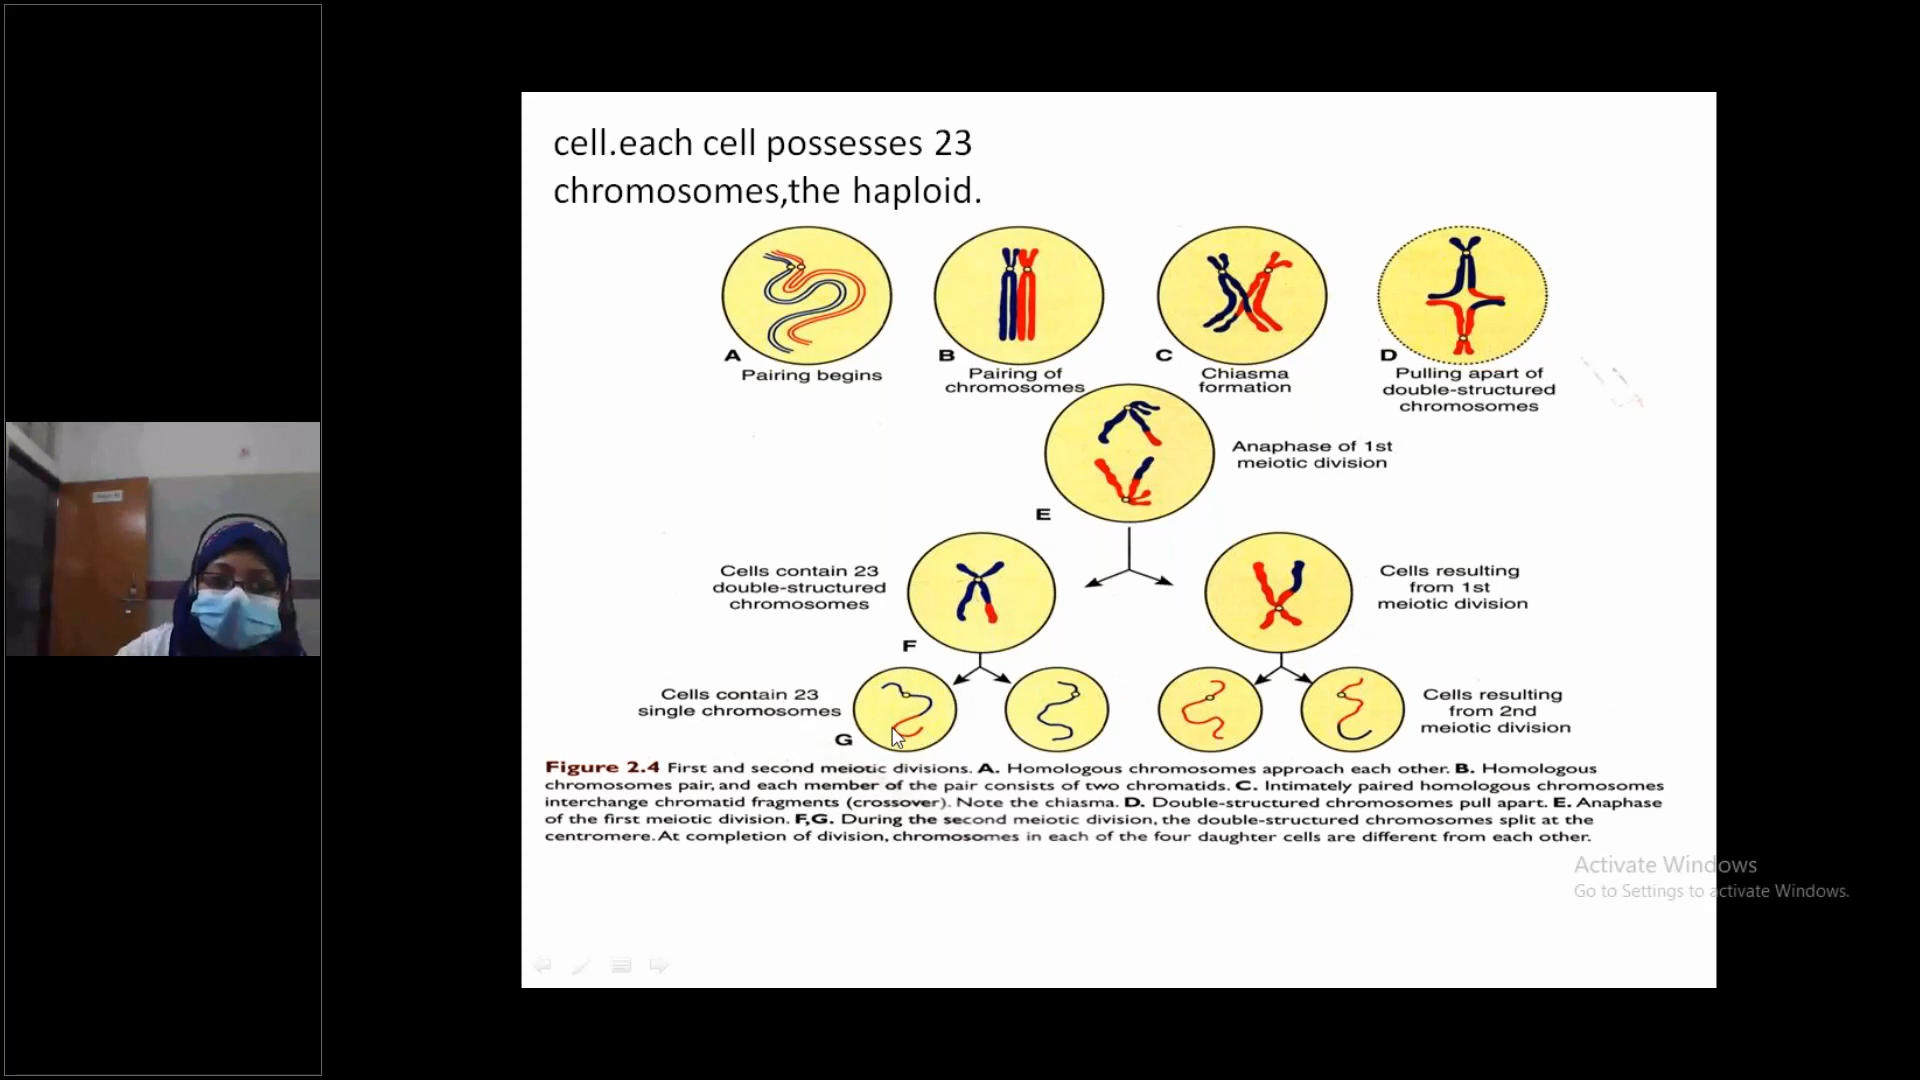 cell.each cell possesses 23
chromosomes,the haploid.
A
Pairing begins
B
Pairing of
chromosomes
C
Chiasma
formation
D
Pulling apart of
double-structured
chromosomes
Anaphase of 1st
meiotic division
E
Cells contain 23
double-structured
chromosomes
F
Cells resulting
from 1st
meiotic division
Cells contain 23
single chromosomes
G
Cells resulting
from 2nd
meiotic division
Figure 2.4 First and second meiotic divisions. A. Homologous chromosomes approach each other. B. Homologous
chromosomes pair, and each member of the pair consists of two chromatids. C. Intimately paired homologous chromosomes
interchange chromatid fragments (crossover). Note the chiasma. D. Double-structured chromosomes pull apart. E. Anaphase
of the first meiotic division. F,G. During the second meiotic division, the double-structured chromosomes split at the
centromere. At completion of division, chromosomes in each of the four daughter cells are different from each other.
Activate Windows
Go to Settings to activate Windows.